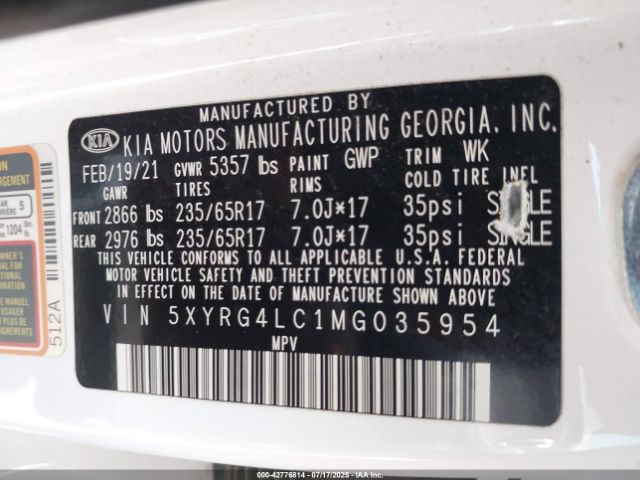 MANUFACTURED BY
KIA KIA MOTORS MANUFACTURING GEORGIA, INC.
FEB/19/21 GVWR 5357 lbs PAINT GWP TRIM WK
GAWR TIRES RIMS COLD TIRE INFL
FRONT 2866 lbs 235/65R17 7.0J×17 35psi SINGLE
REAR 2976 lbs 235/65R17 7.0J×17 35psi SINGLE
THIS VEHICLE CONFORMS TO ALL APPLICABLE U.S.A. FEDERAL
MOTOR VEHICLE SAFETY AND THEFT PREVENTION STANDARDS
IN EFFECT ON THE DATE OF MANUFACTURE SHOWN ABOVE.
VIN 5XYRG4LC1MG035954
MPV
5
1204 lbs.
512A
000-42776814 - 07/17/2025 -